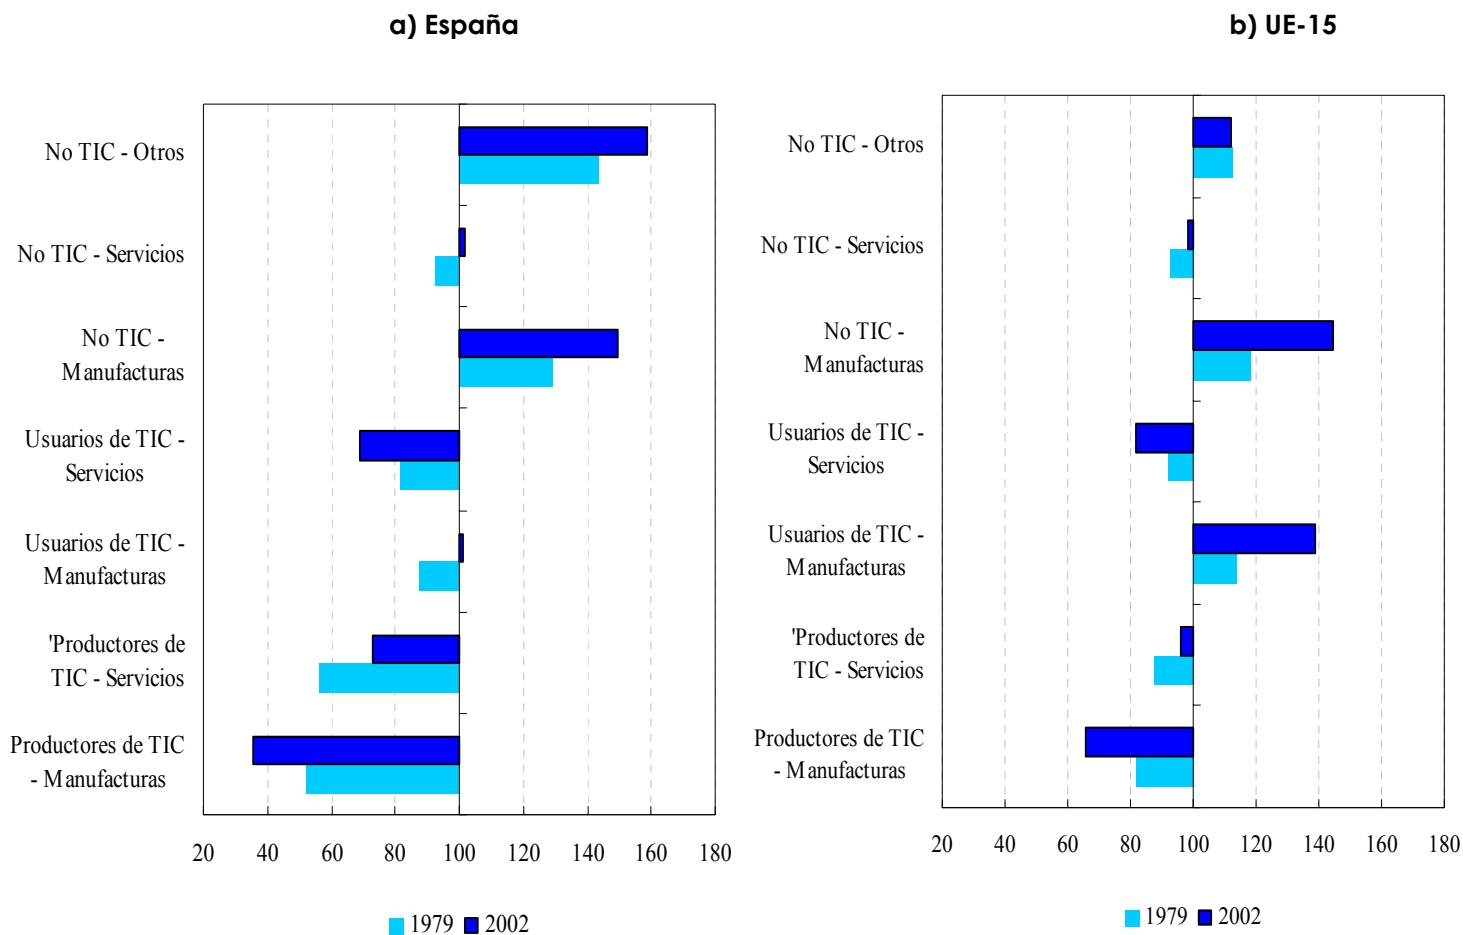 a) España
No TIC - Otros
No TIC - Servicios
No TIC -
Manufacturas
Usuarios de TIC -
Servicios
Usuarios de TIC -
Manufacturas
'Productores de
TIC - Servicios
Productores de TIC
- Manufacturas
20 40 60 80 100 120 140 160 180
1979 2002
b) UE-15
No TIC - Otros
No TIC - Servicios
No TIC -
Manufacturas
Usuarios de TIC -
Servicios
Usuarios de TIC -
Manufacturas
'Productores de
TIC - Servicios
Productores de TIC
- Manufacturas
20 40 60 80 100 120 140 160 180
1979 2002